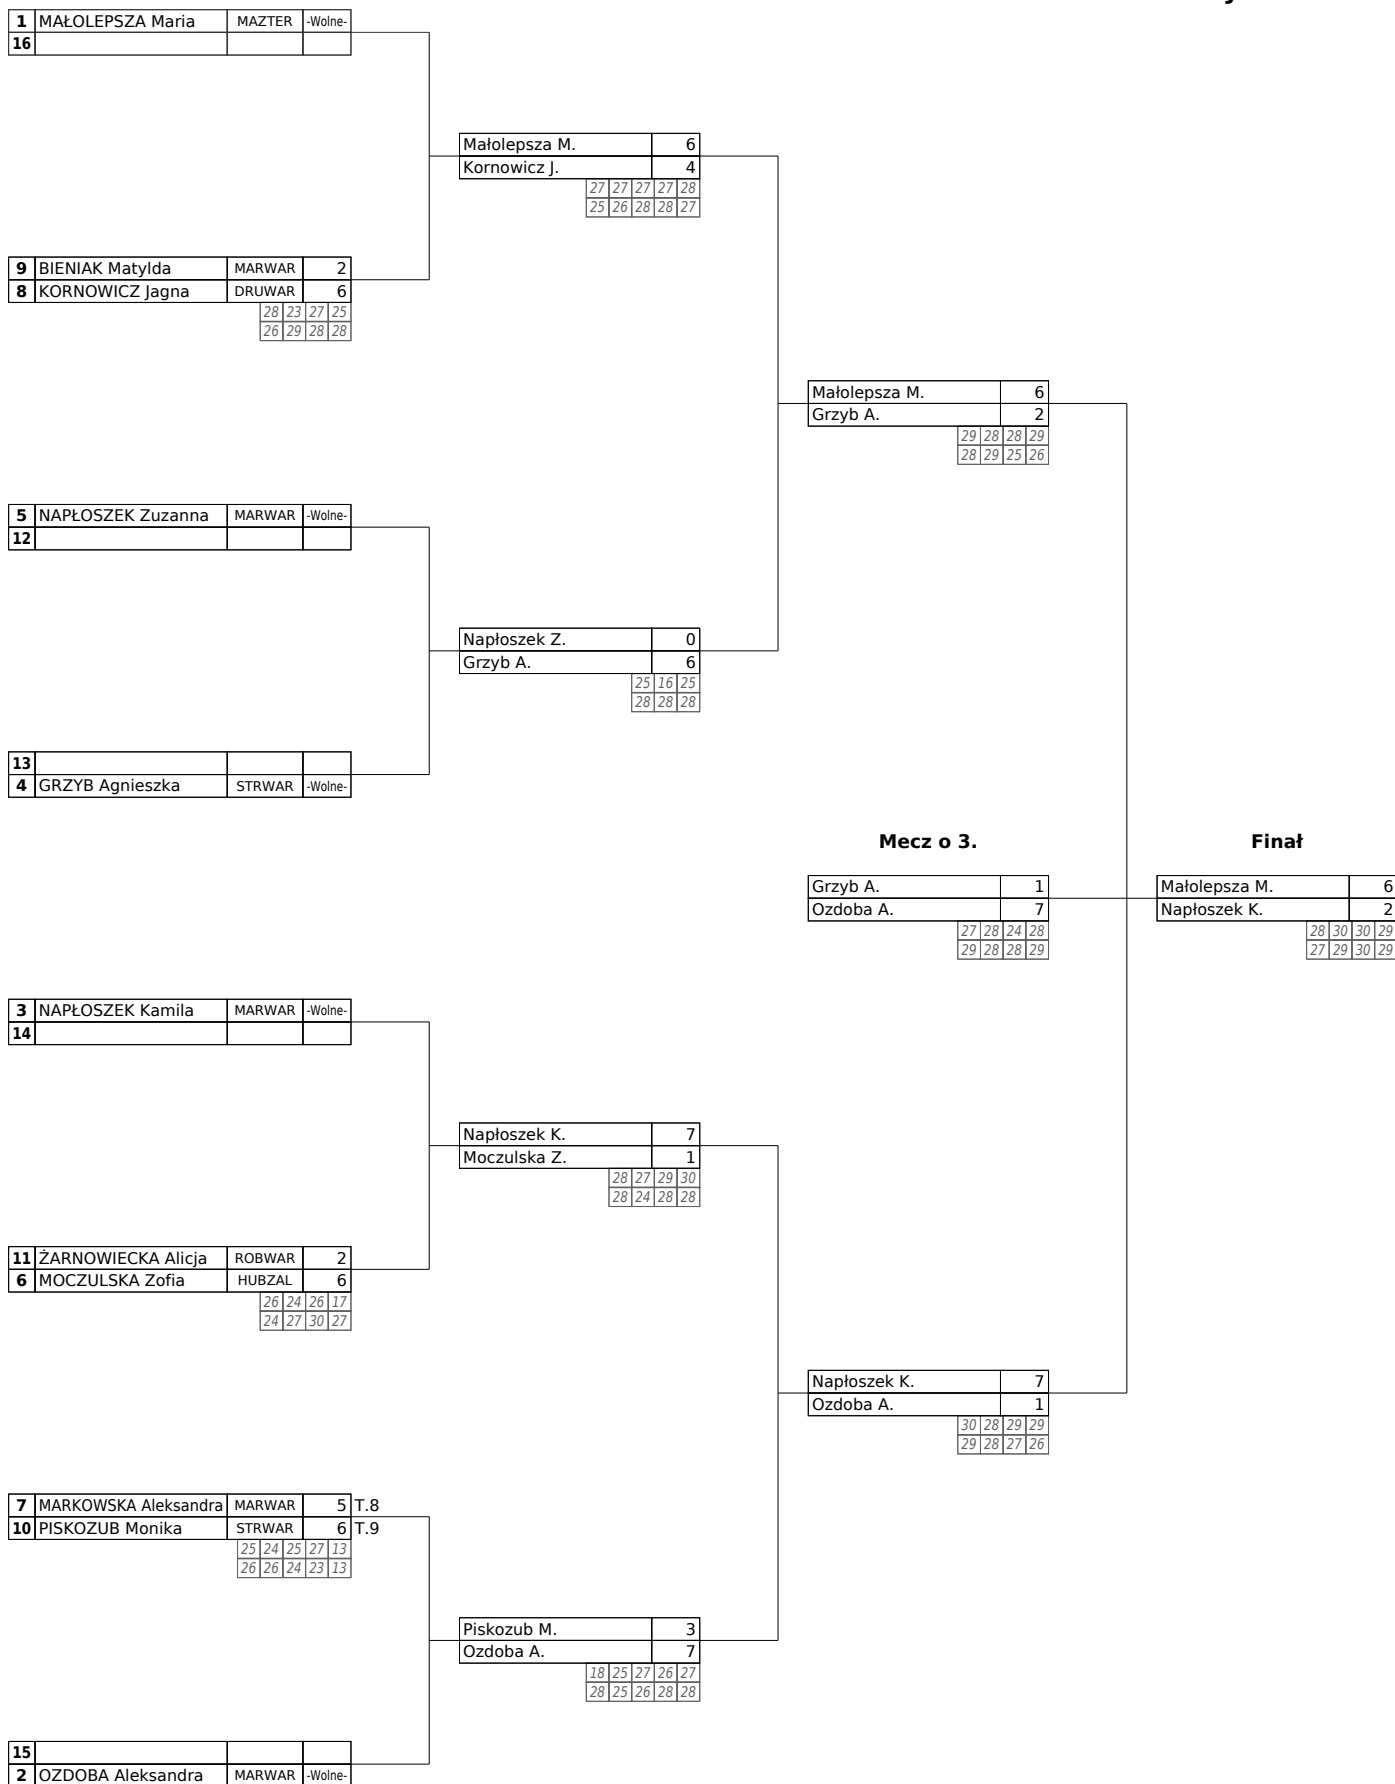 1 MAŁOLEPSZA Maria MAZTER -Wolne-
16
Małolepsza M. 6
Kornowicz J. 4
27 27 27 27 28
25 26 28 28 27
9 BIENIAK Matylda MARWAR 2
8 KORNOWICZ Jagna DRUWAR 6
28 23 27 25
26 29 28 28
Małolepsza M. 6
Grzyb A. 2
29 28 28 29
28 29 25 26
5 NAPŁOSZEK Zuzanna MARWAR -Wolne-
12
Napłoszek Z. 0
Grzyb A. 6
25 16 25
28 28 28
13
4 GRZYB Agnieszka STRWAR -Wolne-
Mecz o 3. Finał
Grzyb A. 1 Małolepsza M. 6
Ozdoba A. 7 Napłoszek K. 2
27 28 24 28 28 30 30 29
29 28 28 29 27 29 30 29
3 NAPŁOSZEK Kamila MARWAR -Wolne-
14
Napłoszek K. 7
Moczulska Z. 1
28 27 29 30
28 24 28 28
11 ŻARNOWIECKA Alicja ROBWAR 2
6 MOCZULSKA Zofia HUBZAL 6
26 24 26 17
24 27 30 27
Napłoszek K. 7
Ozdoba A. 1
30 28 29 29
29 28 27 26
7 MARKOWSKA Aleksandra MARWAR 5 T.8
10 PISKOZUB Monika STRWAR 6 T.9
25 24 25 27 13
26 26 24 23 13
Piskozub M. 3
Ozdoba A. 7
18 25 27 26 27
28 25 26 28 28
15
2 OZDOBA Aleksandra MARWAR -Wolne-